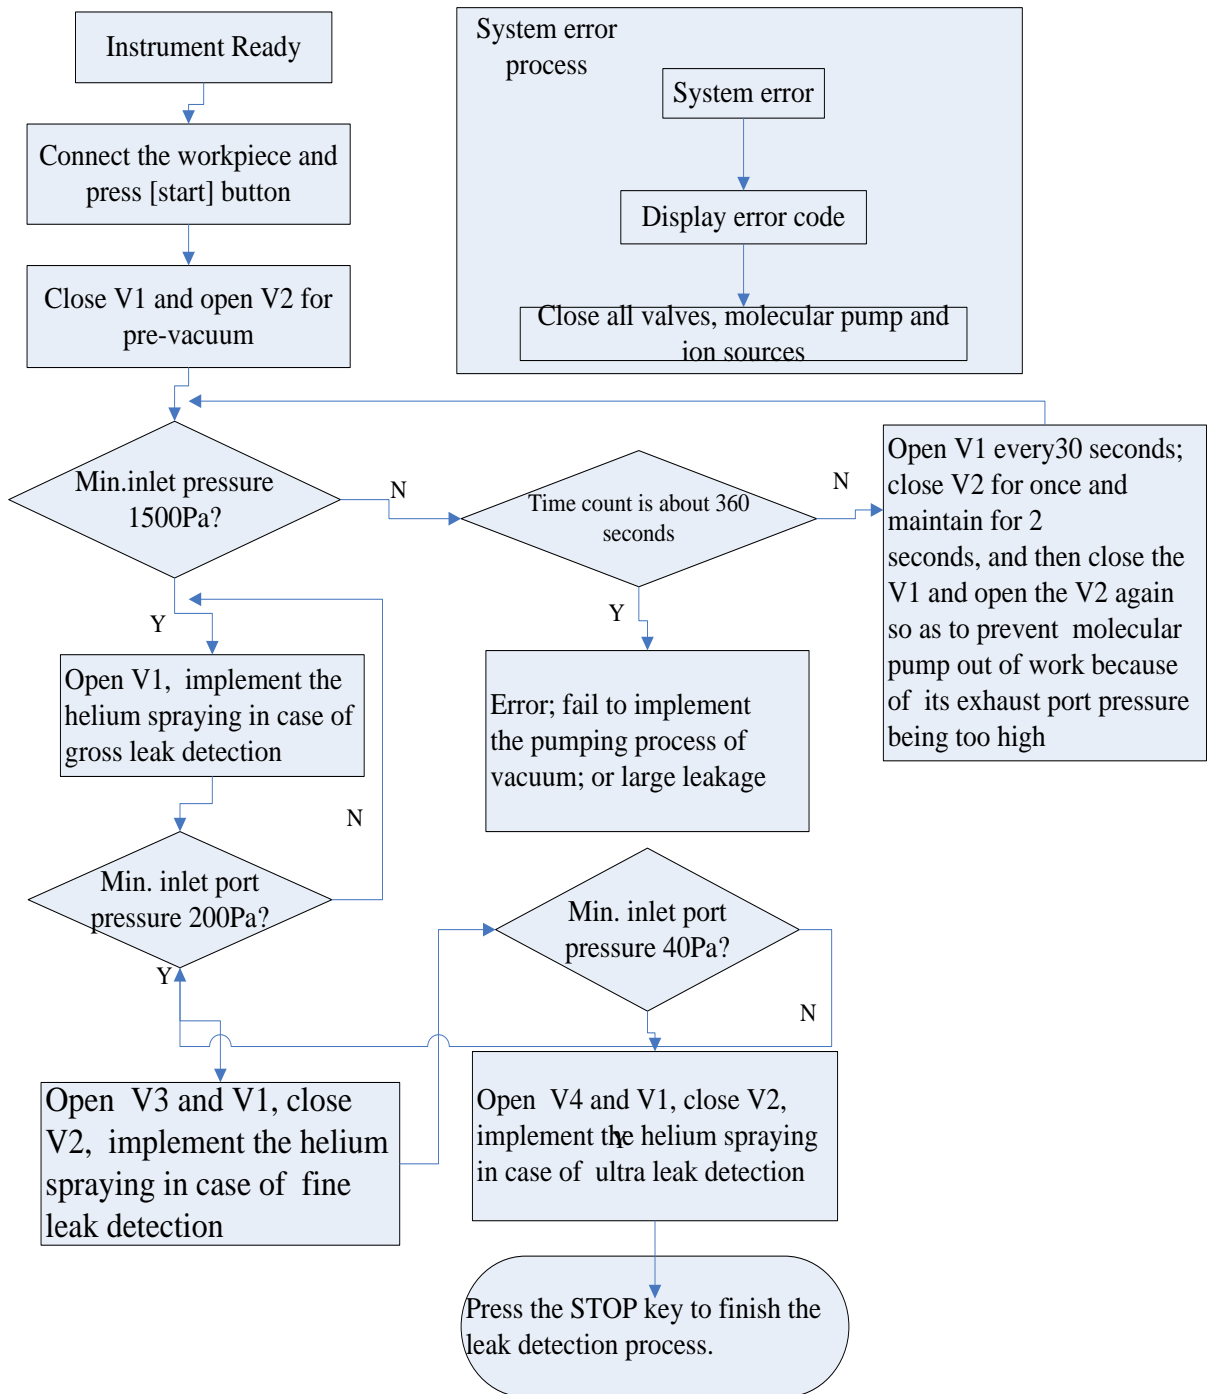 Instrument Ready
System error
process
System error
Connect the workpiece and
press [start] button
Display error code
Close V1 and open V2 for
pre-vacuum
Close all valves, molecular pump and
ion sources
Min.inlet pressure
1500Pa?
N
Time count is about 360
seconds
N
Open V1 every30 seconds;
close V2 for once and
maintain for 2
seconds, and then close the
V1 and open the V2 again
so as to prevent molecular
pump out of work because
of its exhaust port pressure
being too high
Y
Y
Open V1, implement the
helium spraying in case of
gross leak detection
Error; fail to implement
the pumping process of
vacuum; or large leakage
N
Min. inlet port
pressure 200Pa?
Min. inlet port
pressure 40Pa?
Y
N
Open V3 and V1, close
V2, implement the helium
spraying in case of fine
leak detection
Open V4 and V1, close V2,
implement the helium spraying
in case of ultra leak detection
Y
Press the STOP key to finish the
leak detection process.